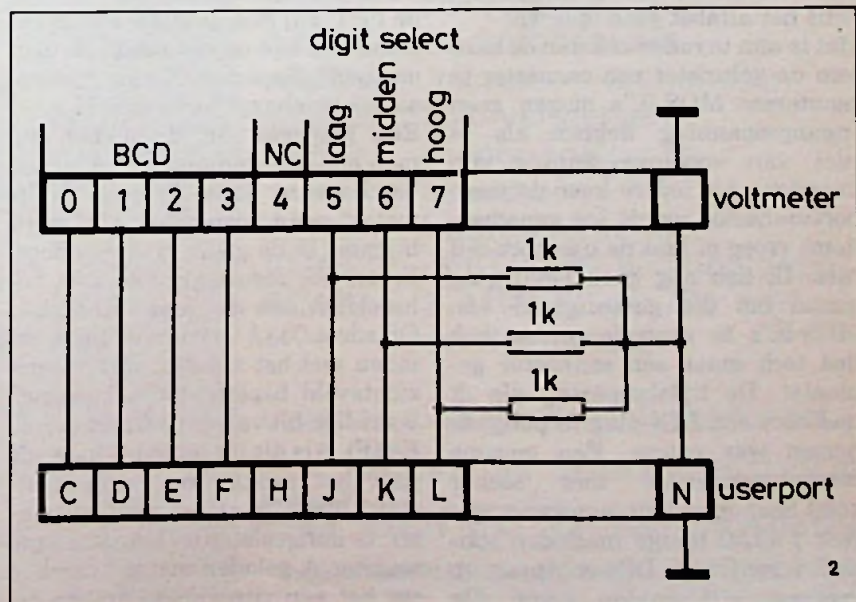 digit select
laag
midden
hoog
BCD
NC
0 1 2 3 4 5 6 7
voltmeter
1k
1k
1k
C D E F H J K L N
userport
2